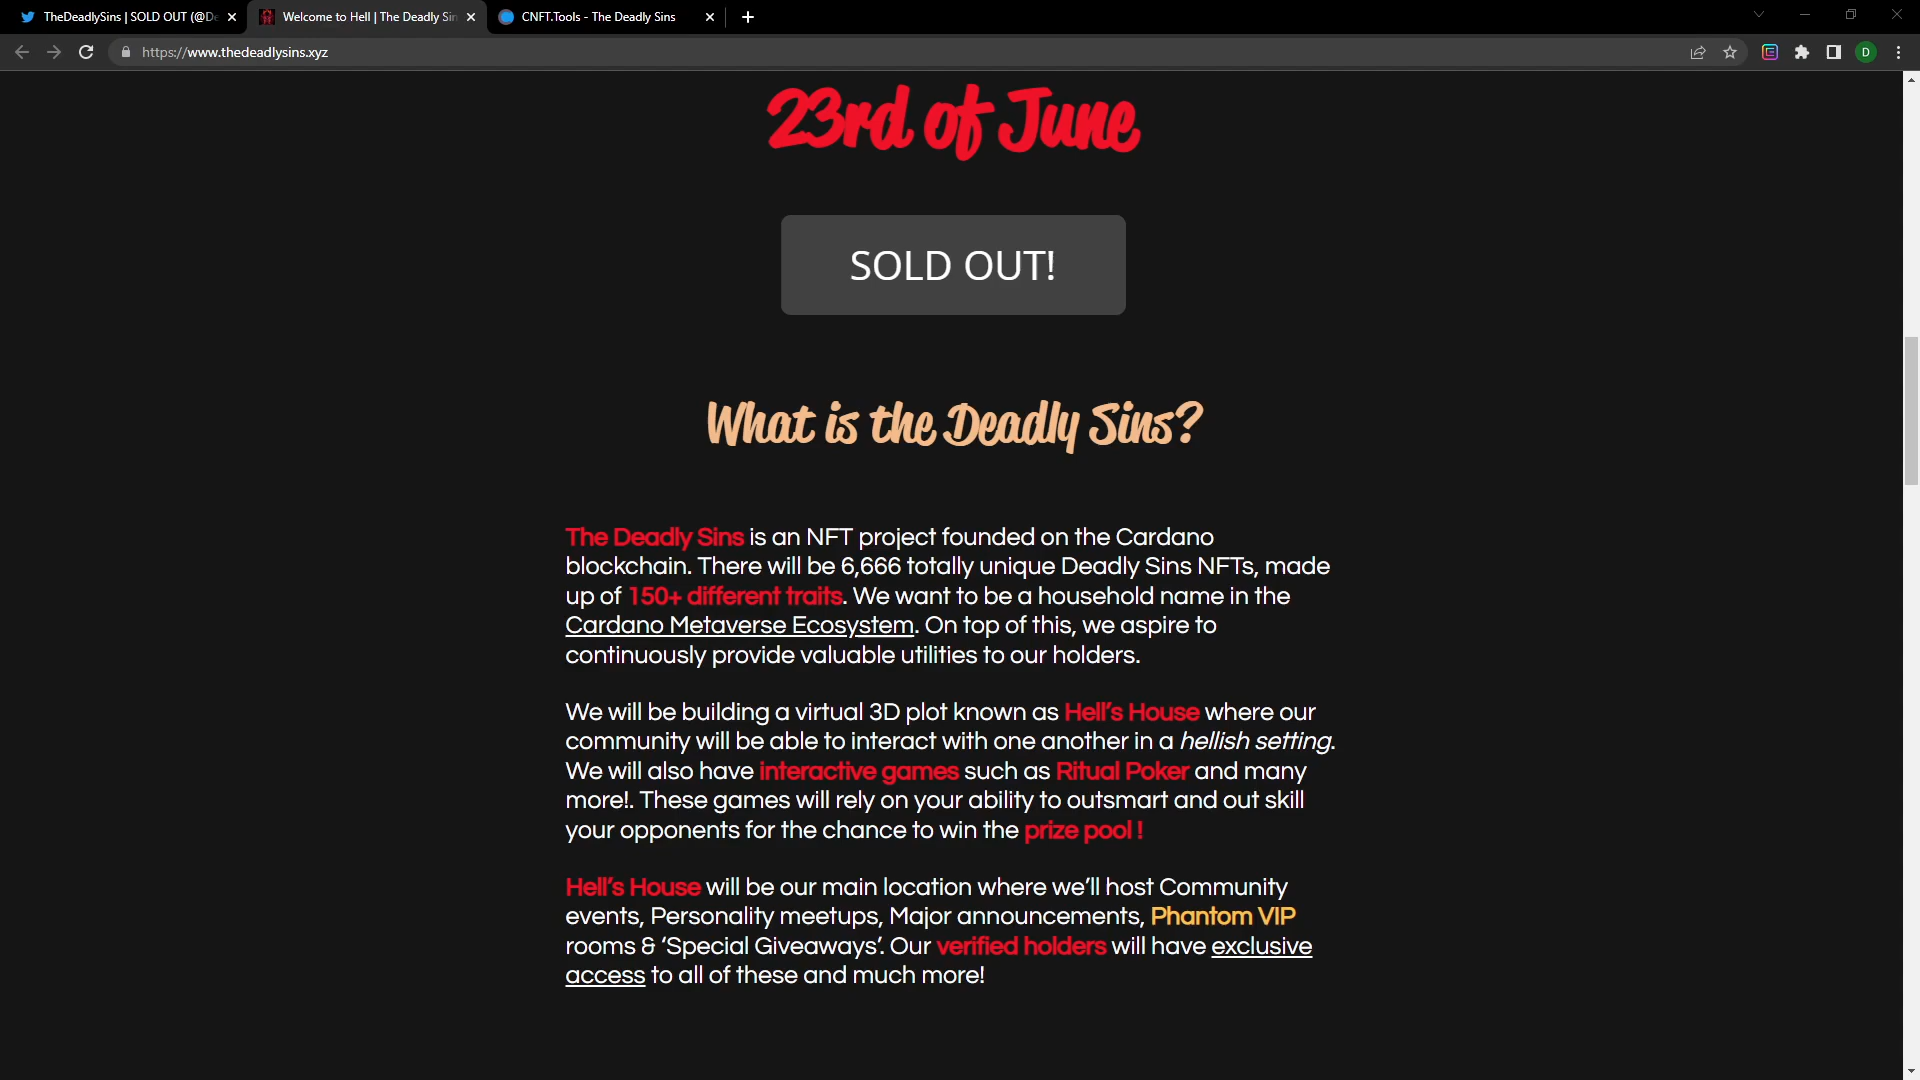 TheDeadlySins | SOLD OUT (@De
Welcome to Hell | The Deadly Sin
CNFT.Tools - The Deadly Sins
https://www.thedeadlysins.xyz
D
23rd of June
SOLD OUT!
What is the Deadly Sins?
The Deadly Sins is an NFT project founded on the Cardano
blockchain. There will be 6,666 totally unique Deadly Sins NFTs, made
up of 150+ different traits. We want to be a household name in the
Cardano Metaverse Ecosystem. On top of this, we aspire to
continuously provide valuable utilities to our holders.
We will be building a virtual 3D plot known as Hell’s House where our
community will be able to interact with one another in a hellish setting.
We will also have interactive games such as Ritual Poker and many
more!. These games will rely on your ability to outsmart and out skill
your opponents for the chance to win the prize pool !
Hell’s House will be our main location where we’ll host Community
events, Personality meetups, Major announcements, Phantom VIP
rooms & ‘Special Giveaways’. Our verified holders will have exclusive
access to all of these and much more!